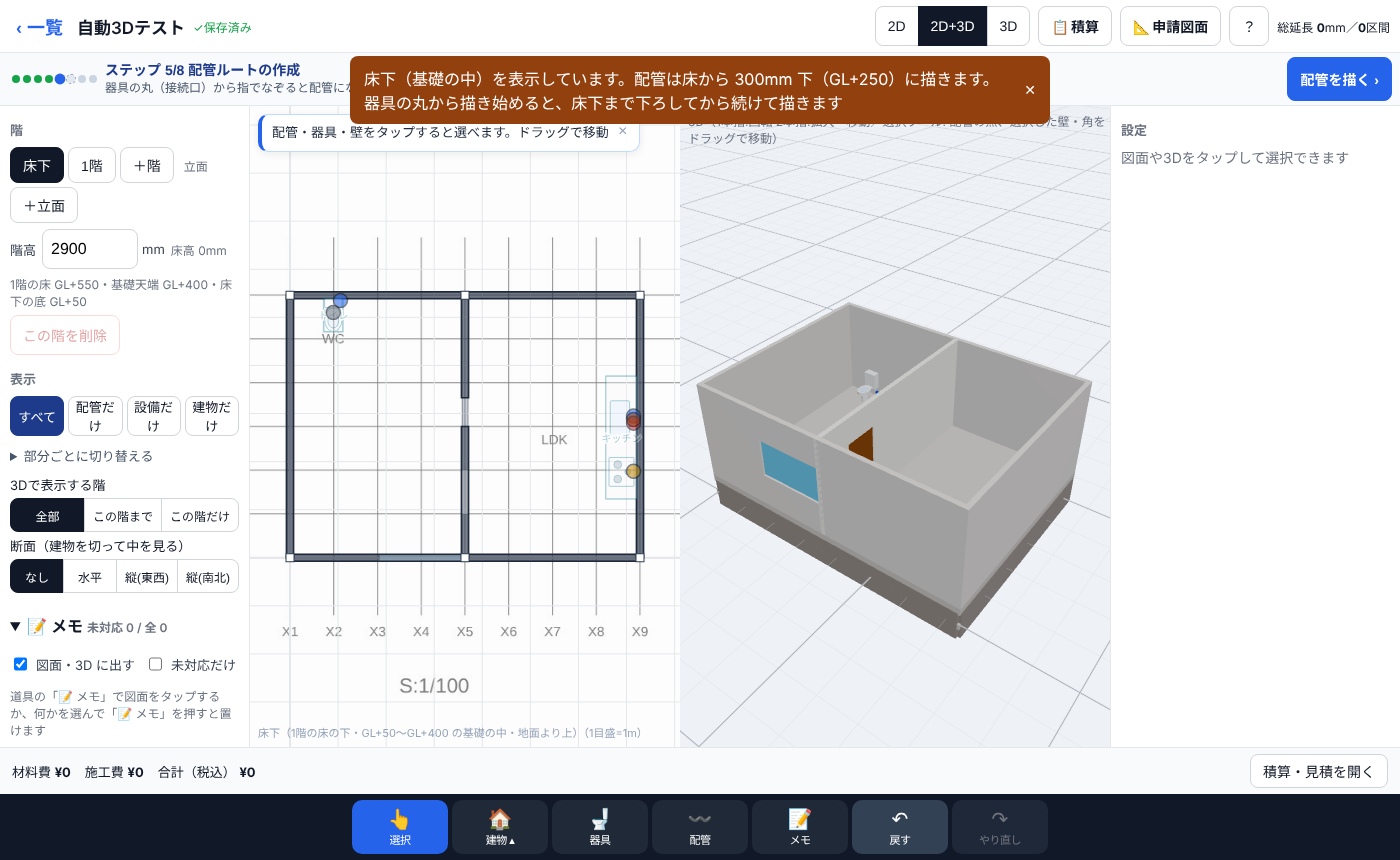 ‹ 一覧 自動3Dテスト ✓保存済み
2D 2D+3D 3D 📋積算 📐申請図面 ? 総延長 0mm／0区間
ステップ 5/8 配管ルートの作成
器具の丸（接続口）から指でなぞると配管に
床下（基礎の中）を表示しています。配管は床から 300mm 下（GL+250）に描きます。
器具の丸から描き始めると、床下まで下ろしてから続けて描きます
×
配管を描く ›
階
床下 1階 ＋階 立面
＋立面
階高 2900 mm 床高 0mm
1階の床 GL+550・基礎天端 GL+400・床
下の底 GL+50
この階を削除
表示
すべて
配管だ
け
設備だ
け
建物だ
け
▶ 部分ごとに切り替える
3Dで表示する階
全部 この階まで この階だけ
断面（建物を切って中を見る）
なし 水平 縦(東西) 縦(南北)
▼ 📝 メモ 未対応 0 / 全 0
図面・3D に出す 未対応だけ
道具の「📝 メモ」で図面をタップする
か、何かを選んで「📝 メモ」を押すと置
けます
配管・器具・壁をタップすると選べます。ドラッグで移動 ×
WC
LDK
キッチン
X1 X2 X3 X4 X5 X6 X7 X8 X9
S:1/100
床下（1階の床の下・GL+50〜GL+400 の基礎の中・地面より上）（1目盛=1m）
た壁・角を
ドラッグで移動）
設定
図面や3Dをタップして選択できます
材料費 ¥0 施工費 ¥0 合計（税込） ¥0
積算・見積を開く
選択 建物▲ 器具 配管 メモ 戻す やり直し